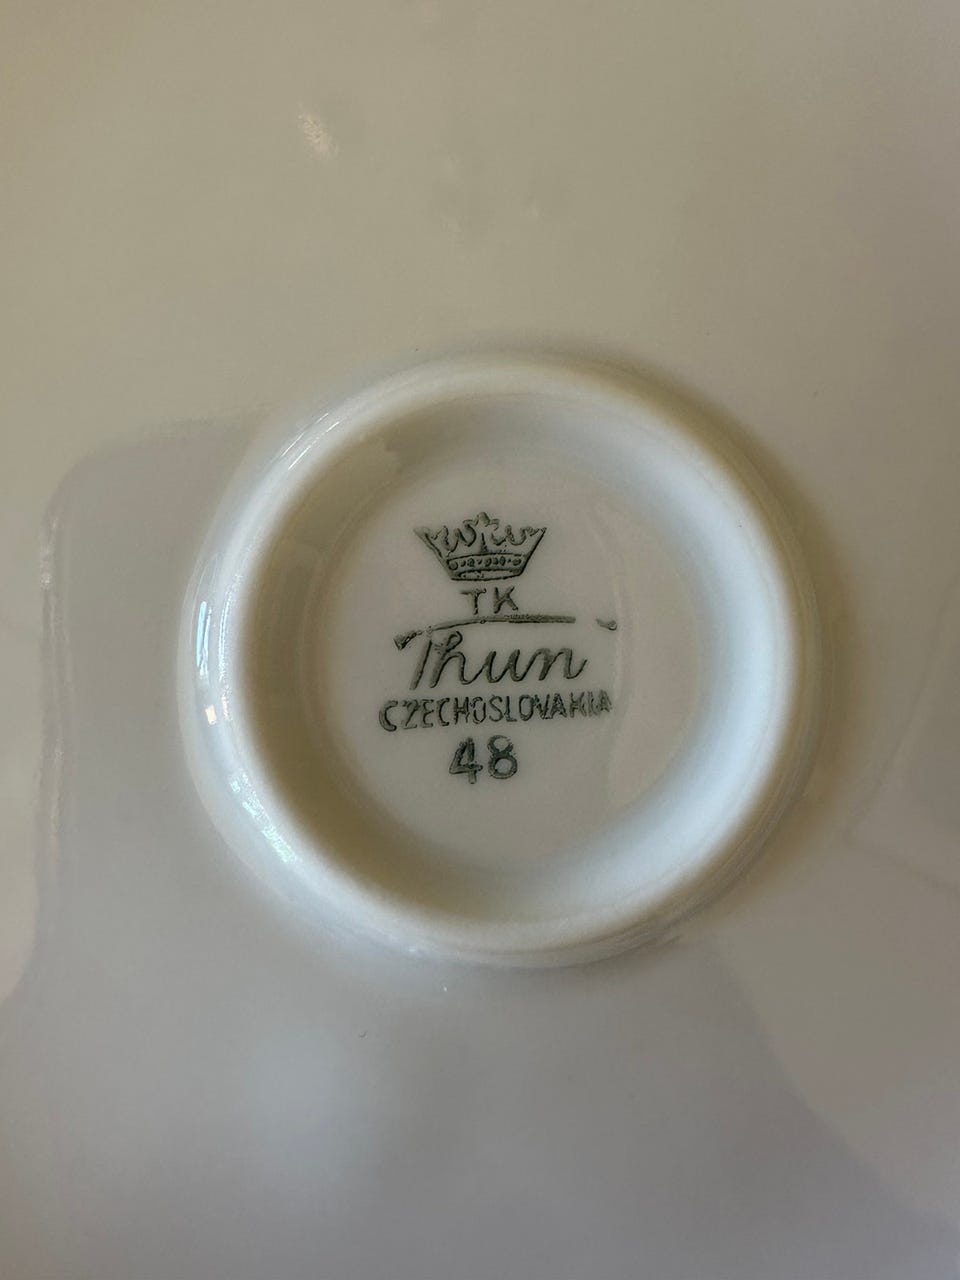 TK
Thun
CZECHOSLOVAKIA
48